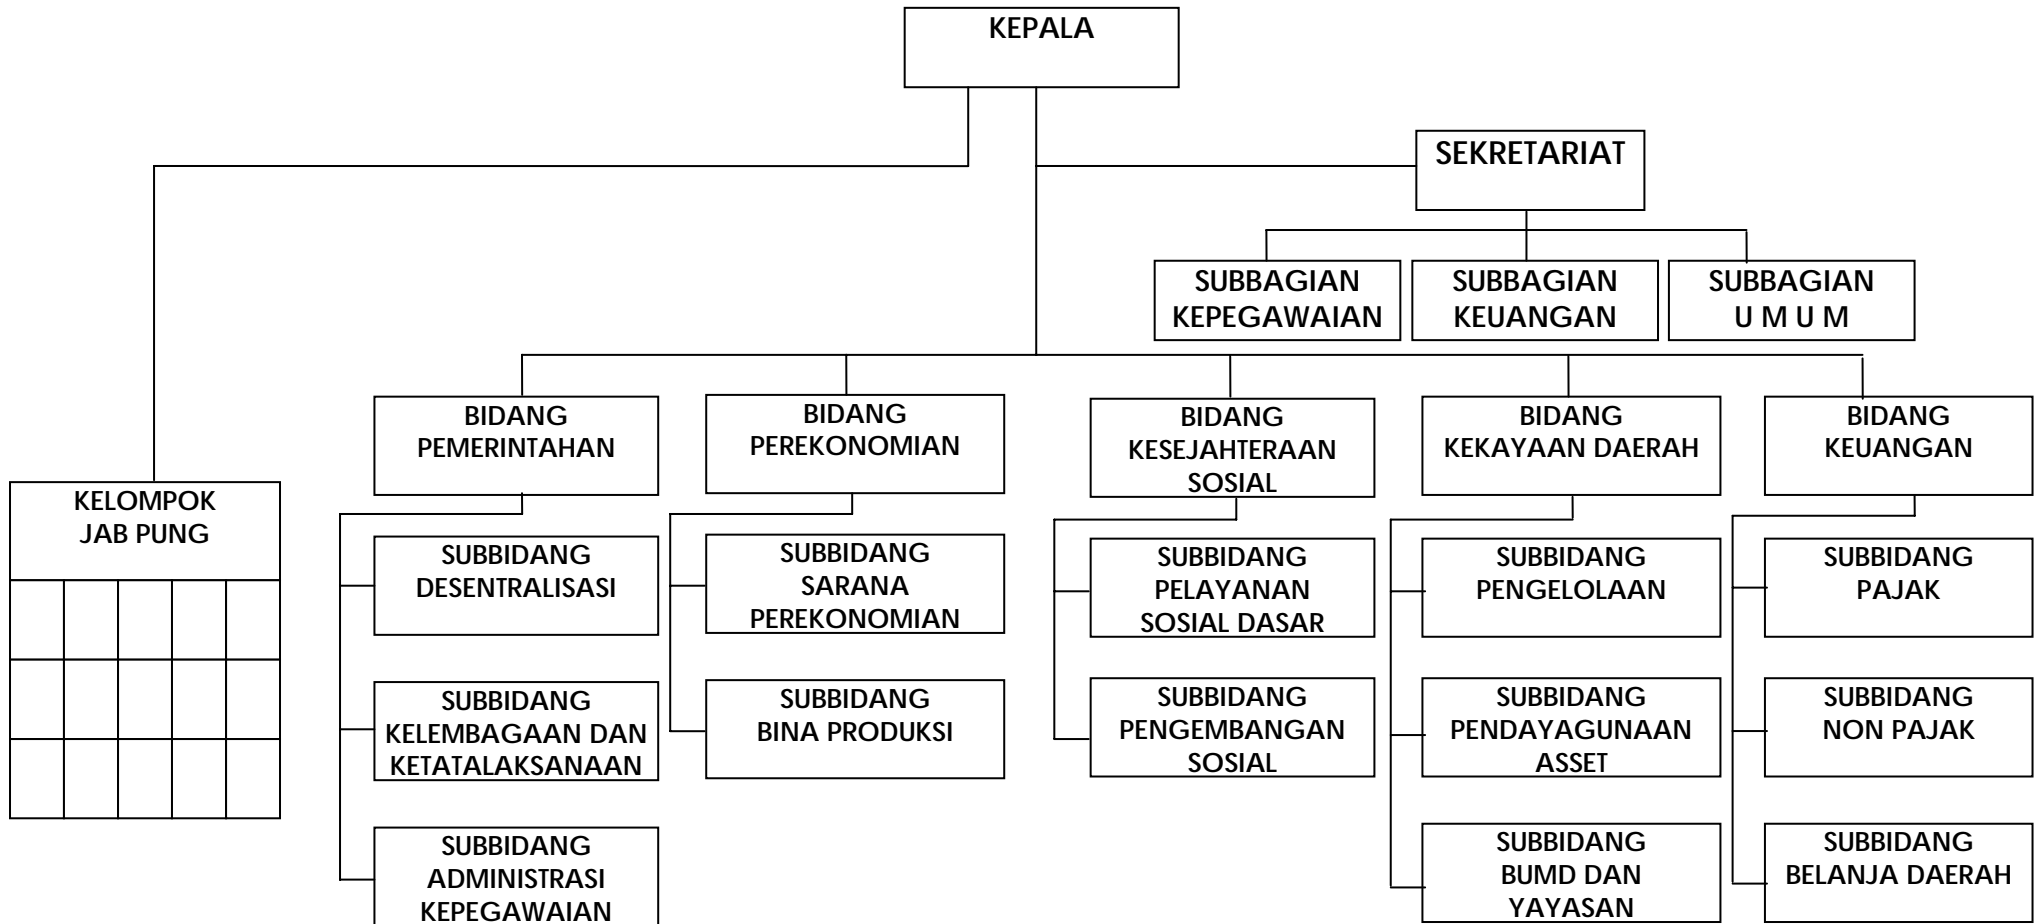 KEPALA
SEKRETARIAT
SUBBAGIAN
KEPEGAWAIAN
SUBBAGIAN
KEUANGAN
SUBBAGIAN
U M U M
BIDANG
PEMERINTAHAN
BIDANG
PEREKONOMIAN
BIDANG
KESEJAHTERAAN
SOSIAL
BIDANG
KEKAYAAN DAERAH
BIDANG
KEUANGAN
KELOMPOK
JAB PUNG
SUBBIDANG
DESENTRALISASI
SUBBIDANG
SARANA
PEREKONOMIAN
SUBBIDANG
PELAYANAN
SOSIAL DASAR
SUBBIDANG
PENGELOLAAN
SUBBIDANG
PAJAK
SUBBIDANG
KELEMBAGAAN DAN
KETATALAKSANAAN
SUBBIDANG
BINA PRODUKSI
SUBBIDANG
PENGEMBANGAN
SOSIAL
SUBBIDANG
PENDAYAGUNAAN
ASSET
SUBBIDANG
NON PAJAK
SUBBIDANG
ADMINISTRASI
KEPEGAWAIAN
SUBBIDANG
BUMD DAN
YAYASAN
SUBBIDANG
BELANJA DAERAH